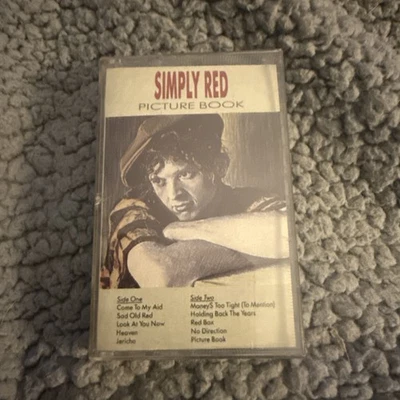 SIMPLY RED
PICTURE BOOK
Side One
Come To My Aid
Sad Old Red
Look At You Now
Heaven
Jericho
Side Two
Money$ Too Tight (To Mention)
Holding Back The Years
Red Box
No Direction
Picture Book